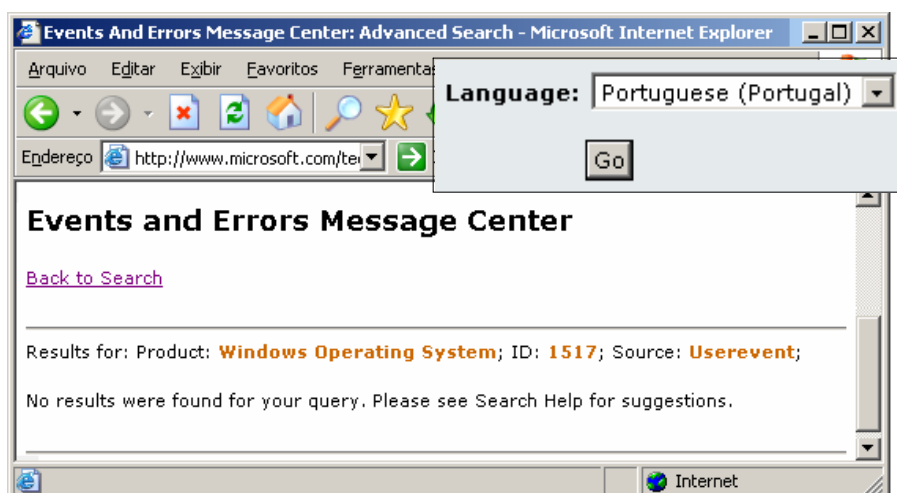 Events And Errors Message Center: Advanced Search - Microsoft Internet Explorer
Arquivo Editar Exibir Favoritos Ferramentas
Language: Portuguese (Portugal)
Go
Endereço http://www.microsoft.com/te
Events and Errors Message Center
Back to Search
Results for: Product: Windows Operating System; ID: 1517; Source: Userevent;
No results were found for your query. Please see Search Help for suggestions.
Internet